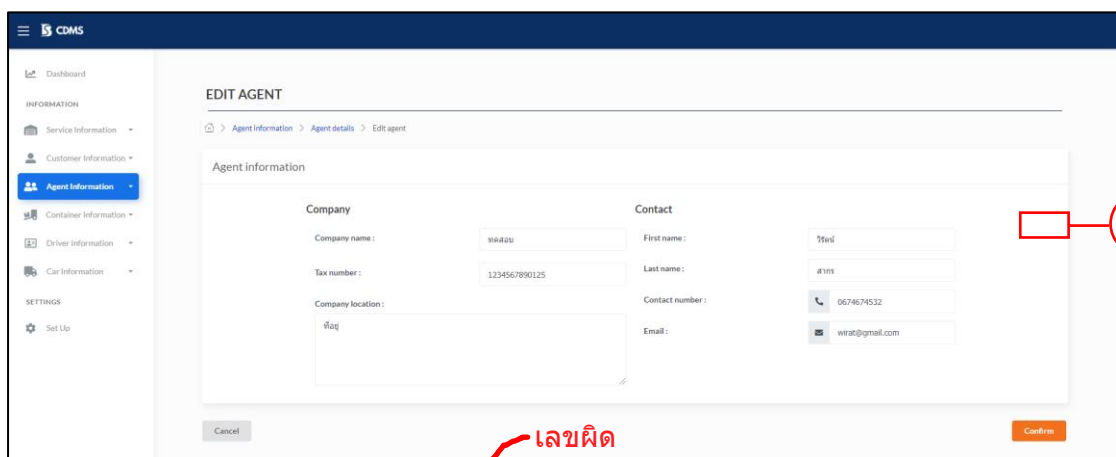 CDMS
Dashboard
INFORMATION
Service Information
Customer Information
Agent Information
Container Information
Driver Information
Car Information
SETTINGS
Set Up
EDIT AGENT
Agent information > Agent details > Edit agent
Agent information
Company
Company name : ทดสอบ
Tax number : 1234567890125
Company location :
ที่อยู่
Contact
First name : วิรัตน์
Last name : สากร
Contact number : 0674674532
Email : wirat@gmail.com
Cancel
Confirm
เลขผิด